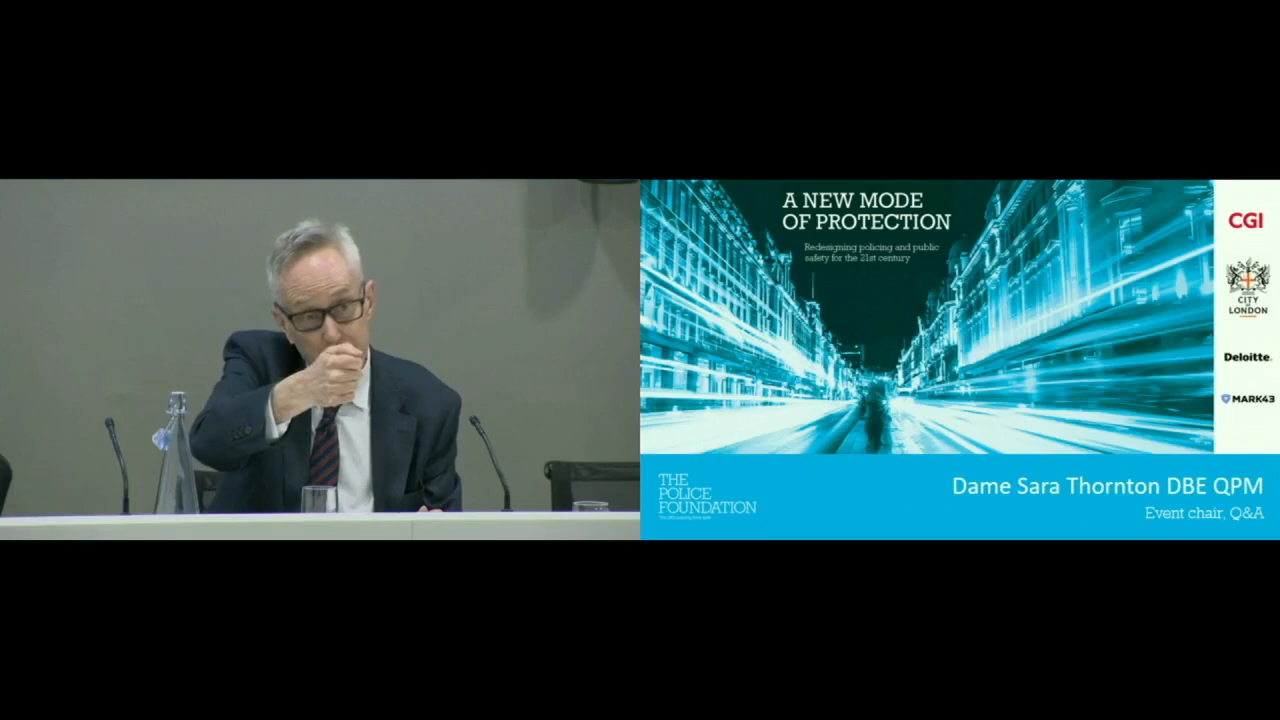 A NEW MODE
OF PROTECTION
Redesigning policing and public
safety for the 21st century
CGI
CITY
LONDON
Deloitte.
MARK43
THE
POLICE
FOUNDATION
Dame Sara Thornton DBE QPM
Event chair, Q&A